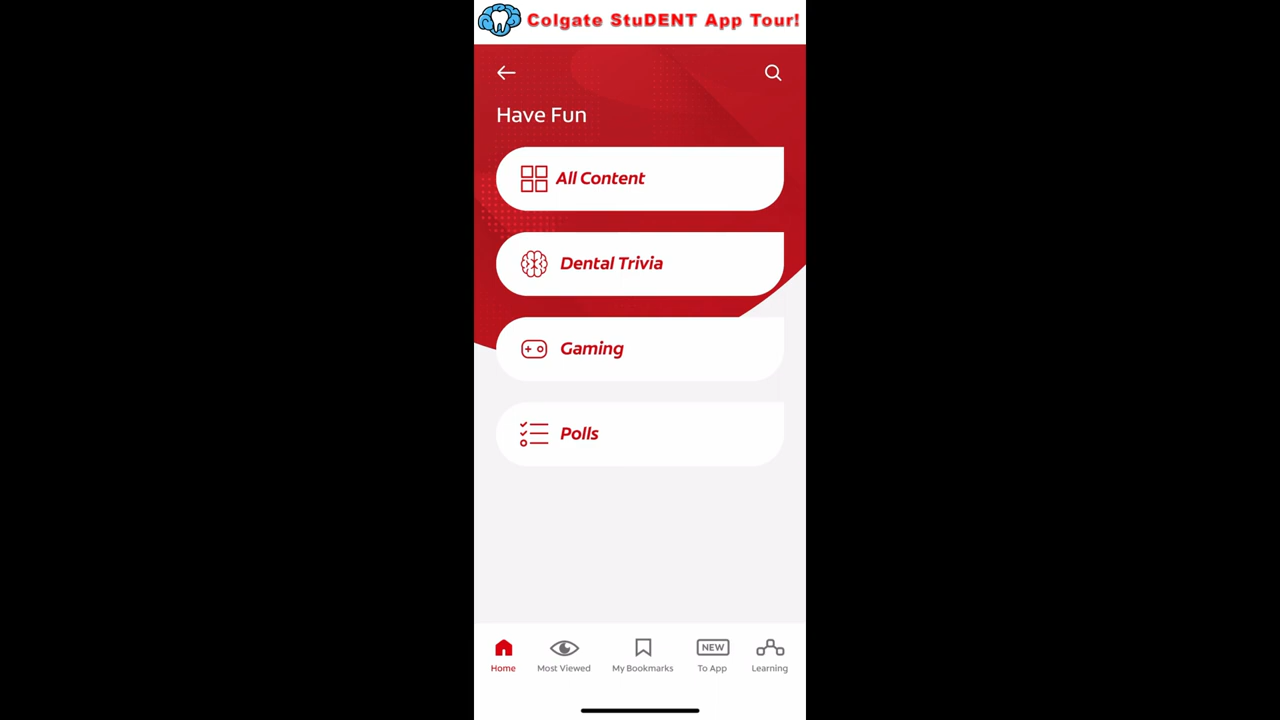 Colgate StuDENT App Tour!
Have Fun
All Content
Dental Trivia
Gaming
Polls
Home
Most Viewed
My Bookmarks
NEW
To App
Learning